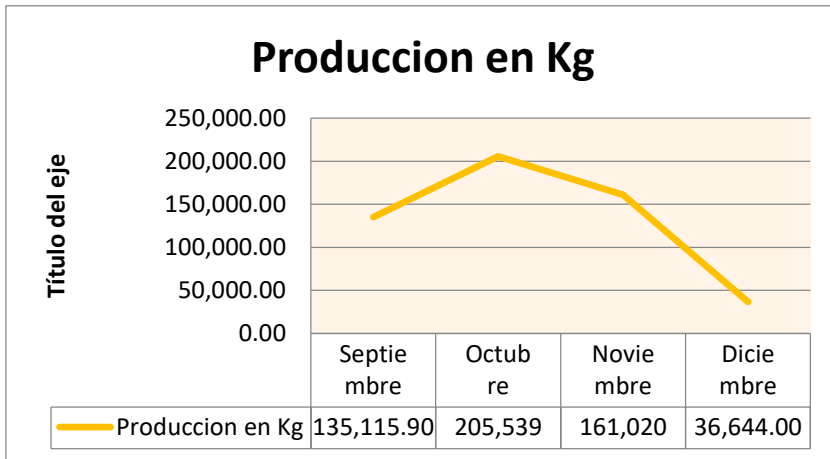 Produccion en Kg
Título del eje
250,000.00
200,000.00
150,000.00
100,000.00
50,000.00
0.00
Septie Octub Novie Dicie
mbre re mbre mbre
Produccion en Kg 135,115.90 205,539 161,020 36,644.00